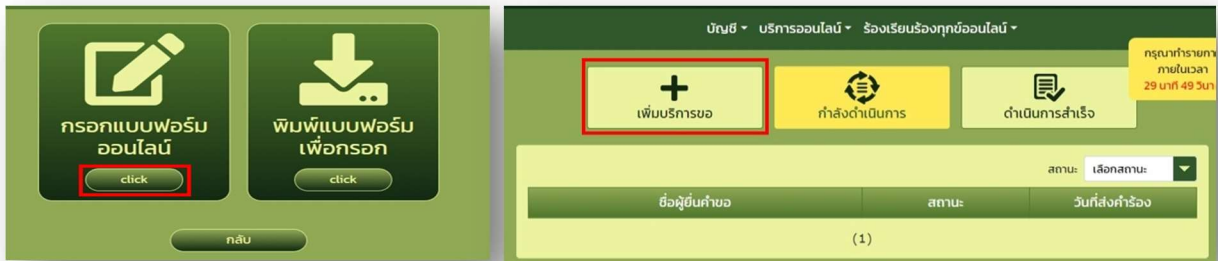 กรอกแบบฟอร์ม
ออนไลน์
click
พิมพ์แบบฟอร์ม
เพื่อกรอก
click
กลับ
บัญชี บริการออนไลน์ ร้องเรียนร้องทุกข์ออนไลน์
กรุณาทำรายกา
ภายในเวลา
29 นาที 49 วินา
เพิ่มบริการขอ
กำลังดำเนินการ
ดำเนินการสำเร็จ
สถานะ: เลือกสถานะ
ชื่อผู้ยื่นคำขอ สถานะ วันที่ส่งคำร้อง
(1)